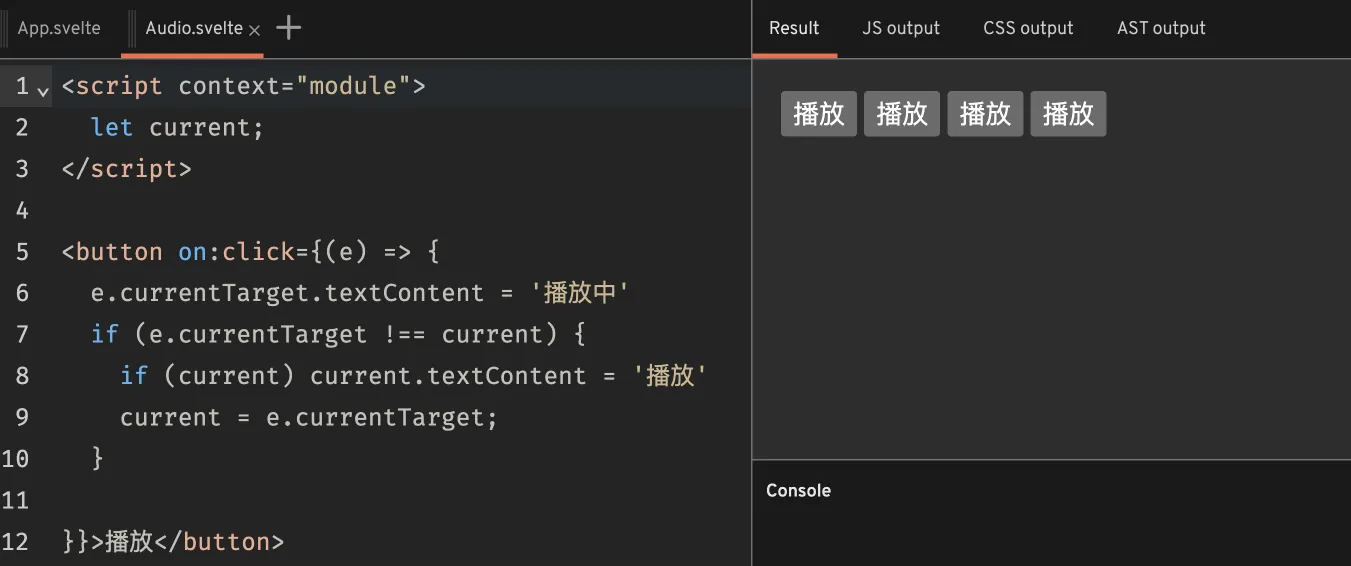 App.svelte Audio.svelte × +
1 <script context="module">
2 let current;
3 </script>
4
5 <button on:click={(e) => {
6 e.currentTarget.textContent = '播放中'
7 if (e.currentTarget !== current) {
8 if (current) current.textContent = '播放'
9 current = e.currentTarget;
10 }
11
12 }}>播放</button>
Result JS output CSS output AST output
播放 播放 播放 播放
Console